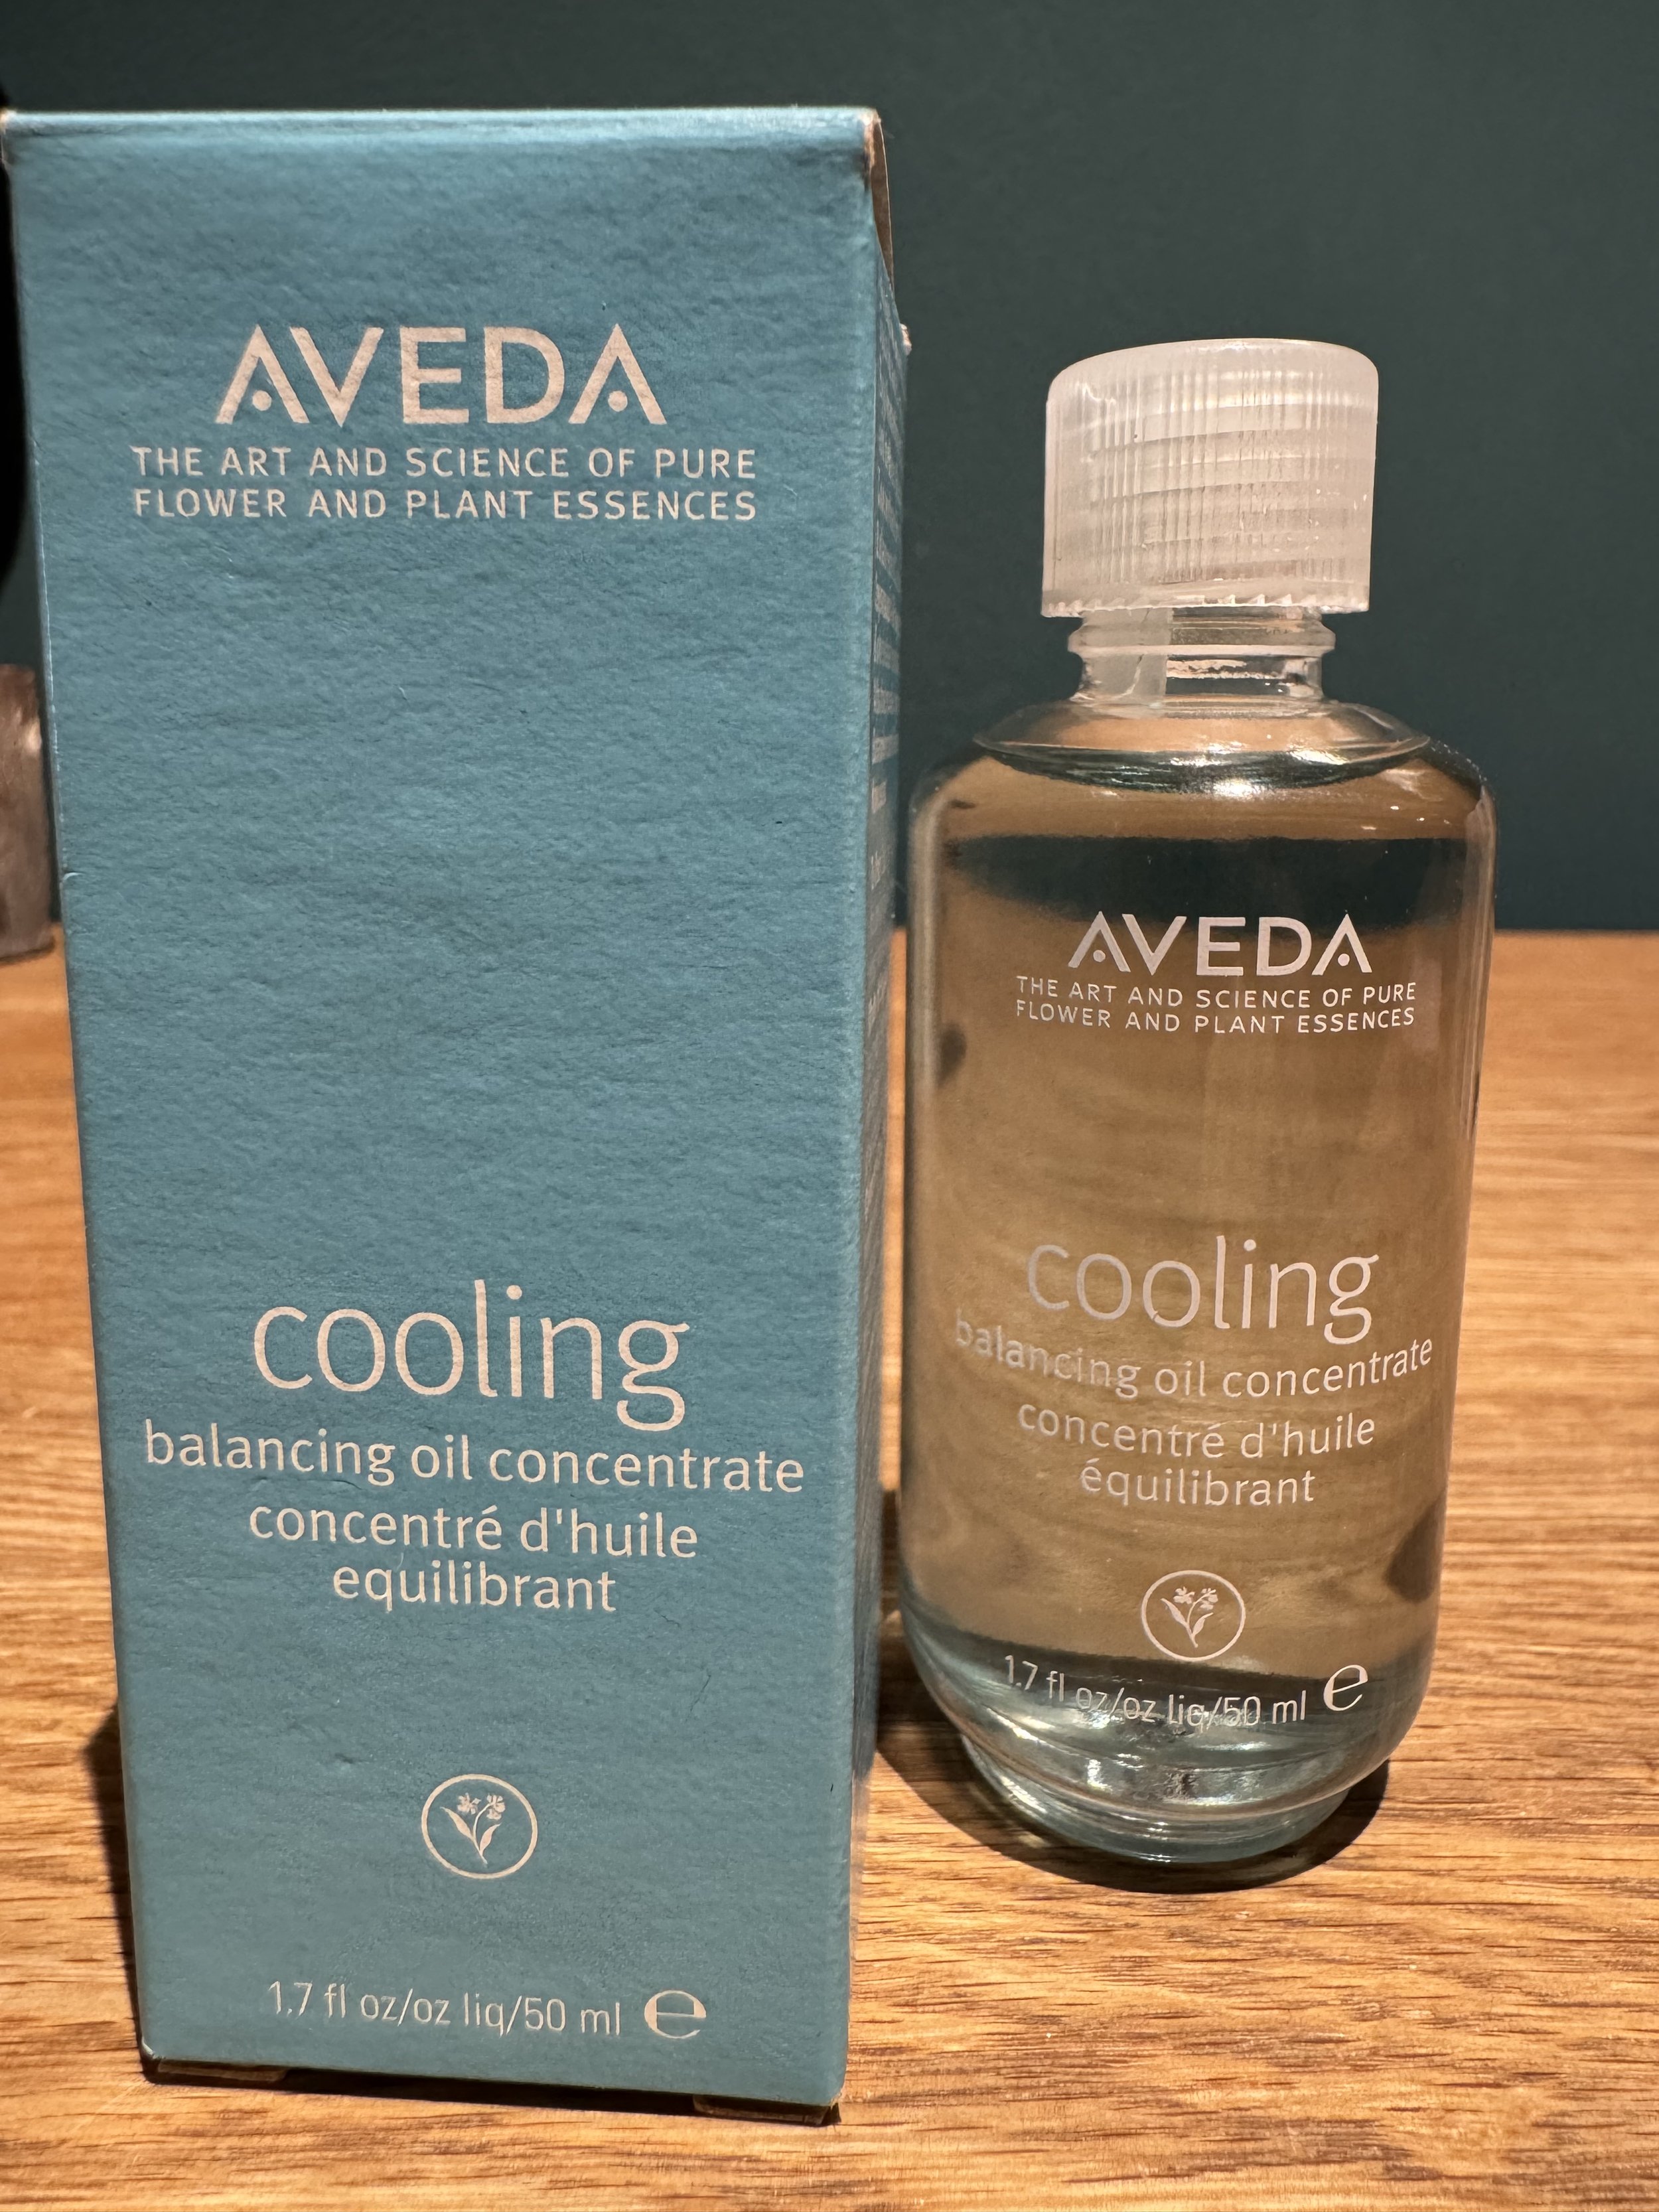 AVEDA
THE ART AND SCIENCE OF PURE
FLOWER AND PLANT ESSENCES
cooling
balancing oil concentrate
concentré d'huile
equilibrant
1.7 fl oz/oz liq/50 ml e
AVEDA
THE ART AND SCIENCE OF PURE
FLOWER AND PLANT ESSENCES
cooling
balancing oil concentrate
concentré d'huile
équilibrant
1.7 fl oz/oz liq/50 ml e